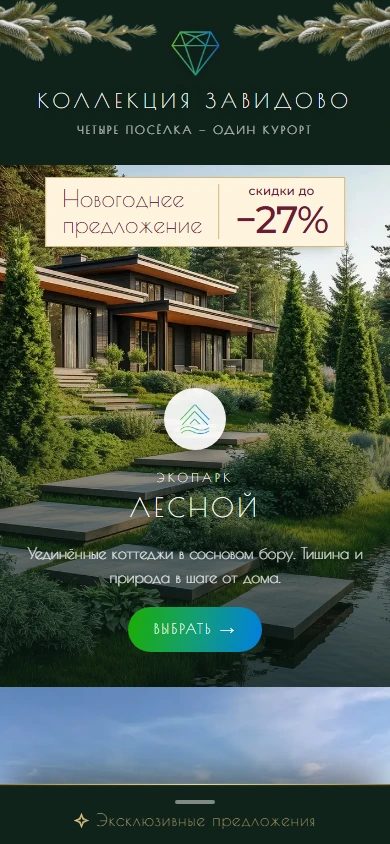 КОЛЛЕКЦИЯ ЗАВИДОВО
ЧЕТЫРЕ ПОСЁЛКА – ОДИН КУРОРТ
Новогоднее
предложение
скидки до
−27%
ЭКОПАРК
ЛЕСНОЙ
Уединённые коттеджи в сосновом бору. Тишина и
природа в шаге от дома.
ВЫБРАТЬ →
Эксклюзивные предложения